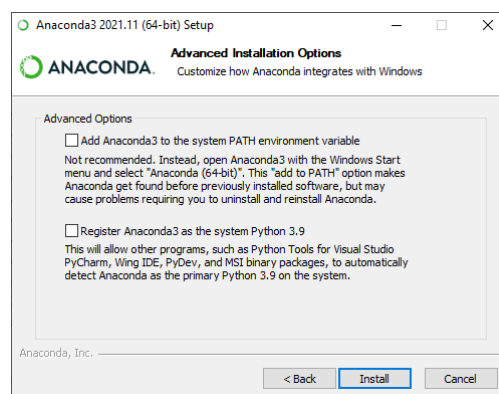 Anaconda3 2021.11 (64-bit) Setup
ANACONDA.
Advanced Installation Options
Customize how Anaconda integrates with Windows
Advanced Options
Add Anaconda3 to the system PATH environment variable
Not recommended. Instead, open Anaconda3 with the Windows Start
menu and select "Anaconda (64-bit)". This "add to PATH" option makes
Anaconda get found before previously installed software, but may
cause problems requiring you to uninstall and reinstall Anaconda.
Register Anaconda3 as the system Python 3.9
This will allow other programs, such as Python Tools for Visual Studio
PyCharm, Wing IDE, PyDev, and MSI binary packages, to automatically
detect Anaconda as the primary Python 3.9 on the system.
Anaconda, Inc.
< Back Install Cancel